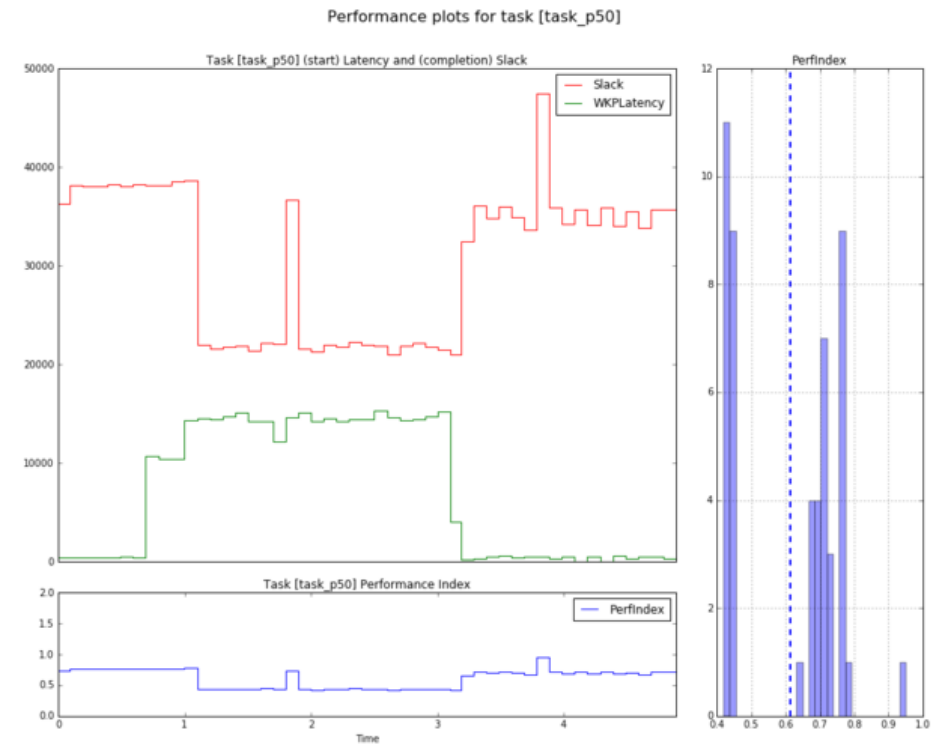 Performance plots for task [task_p50]
Task [task_p50] (start) Latency and (completion) Slack
50000
40000
30000
20000
10000
0
Slack
WKPLatency
Task [task_p50] Performance Index
2.0
1.5
1.0
0.5
0.0
PerfIndex
0 1 2 3 4
Time
PerfIndex
12
10
8
6
4
2
0
0.4 0.5 0.6 0.7 0.8 0.9 1.0